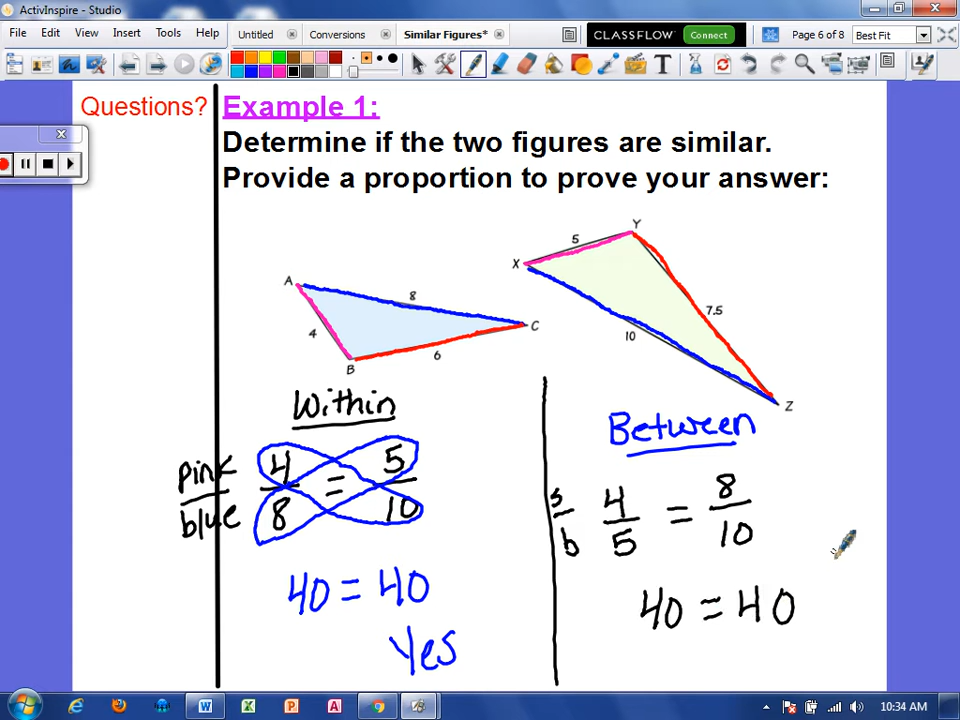 ActivInspire - Studio
File Edit View Insert Tools Help Untitled Conversions Similar Figures* CLASSFLOW Connect Page 6 of 8 Best Fit
Questions?
Example 1:
Determine if the two figures are similar.
Provide a proportion to prove your answer:
A 8 C 4 6 B
X 5 Y 7.5 10 Z
Within
pink/blue 4/8 = 5/10
40 = 40
Yes
Between
s/b 4/5 = 8/10
40 = 40
10:34 AM